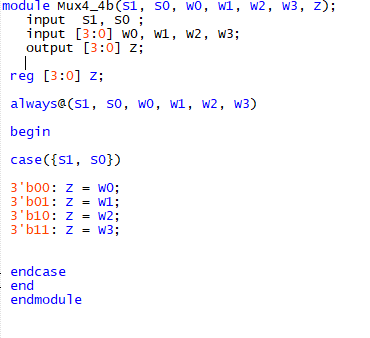 module Mux4_4b(S1, S0, W0, W1, W2, W3, Z);
input S1, S0 ;
input [3:0] W0, W1, W2, W3;
output [3:0] Z;
reg [3:0] Z;
always@(S1, S0, W0, W1, W2, W3)
begin
case({S1, S0})
3'b00: Z = W0;
3'b01: Z = W1;
3'b10: Z = W2;
3'b11: Z = W3;
endcase
end
endmodule